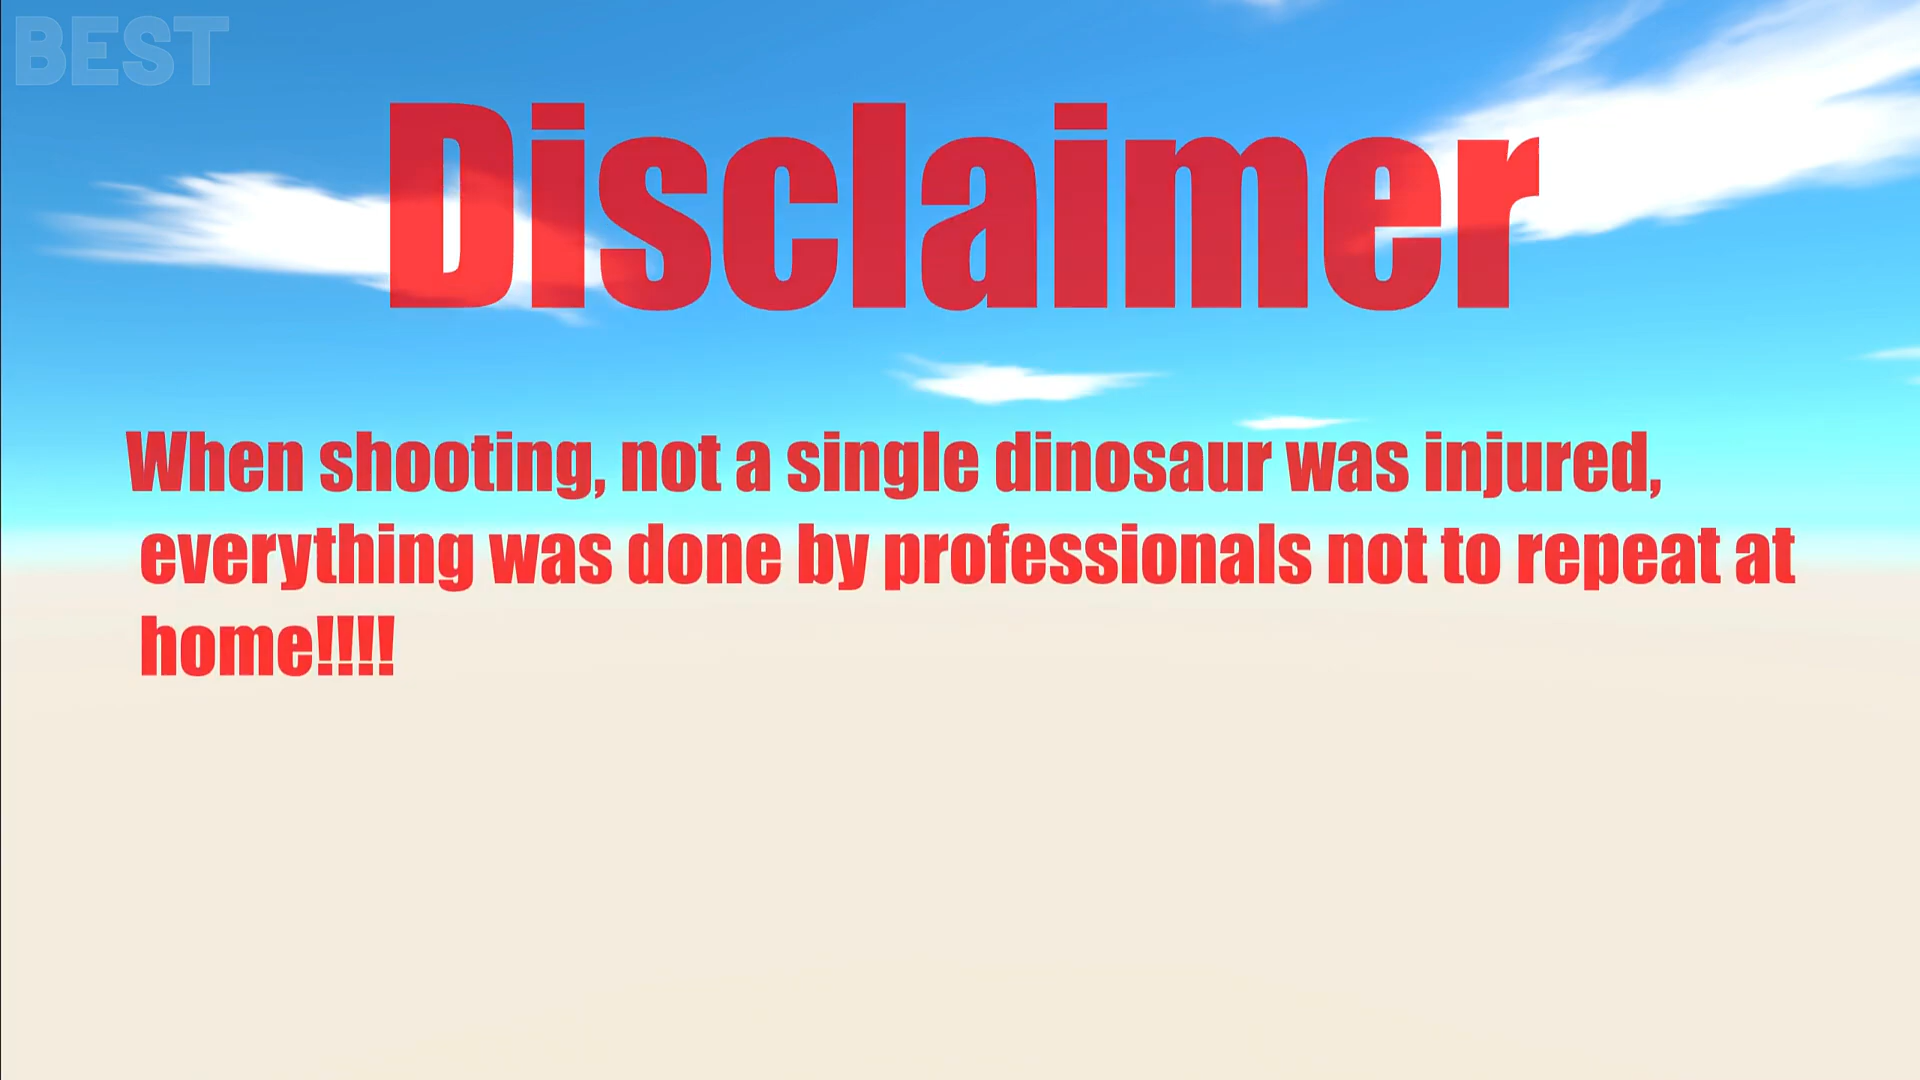 BEST
Disclaimer
When shooting, not a single dinosaur was injured,
everything was done by professionals not to repeat at
home!!!!